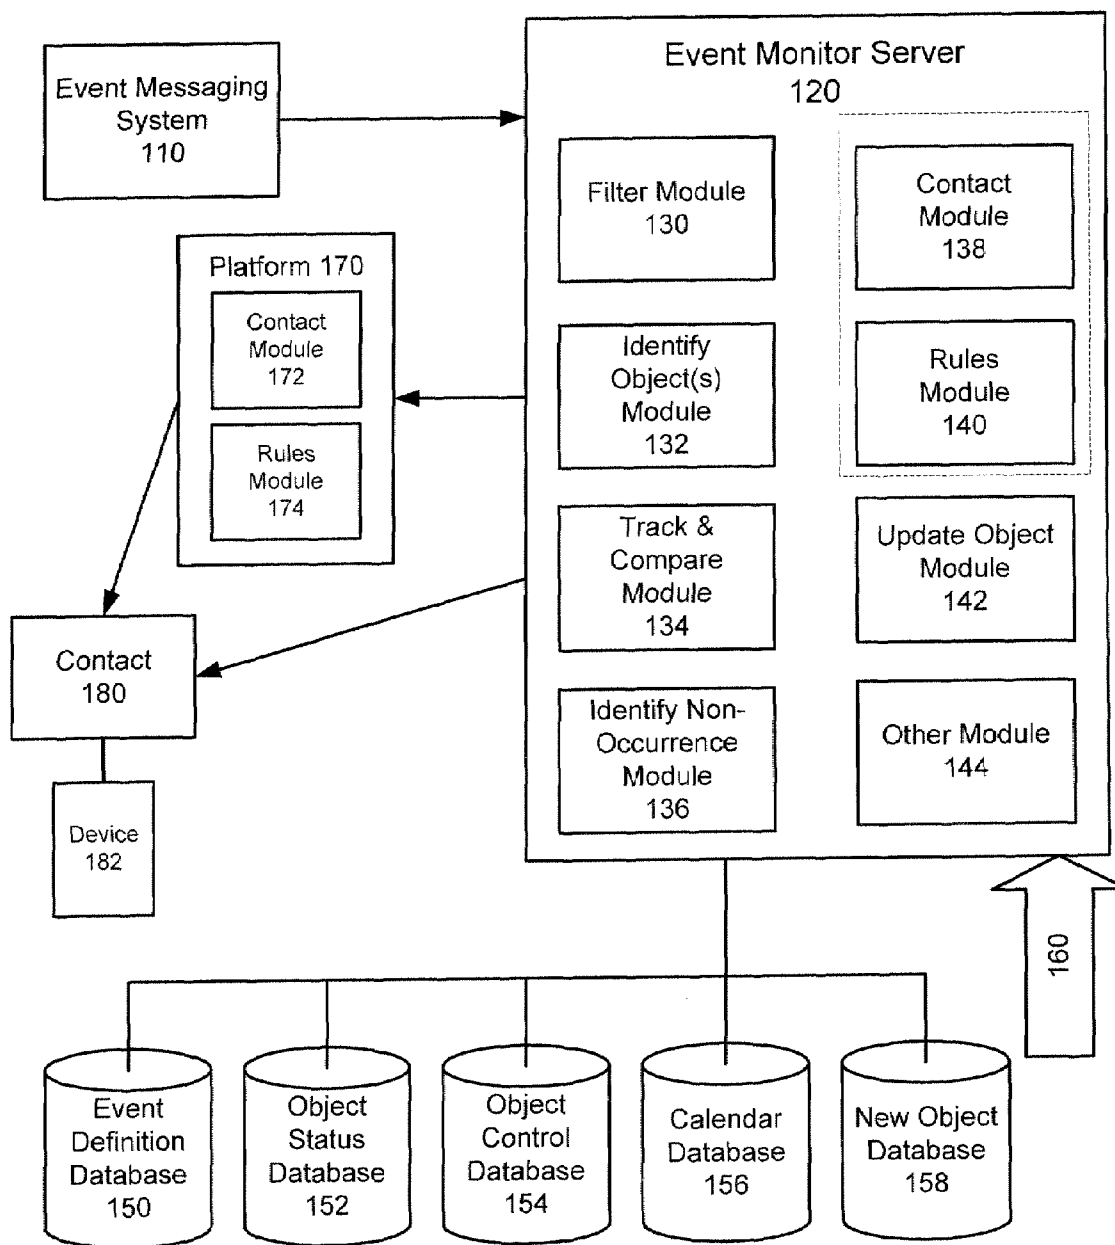 Event Messaging
System
110
Event Monitor Server
120
Filter Module
130
Contact
Module
138
Platform 170
Contact
Module
172
Rules
Module
174
Identify
Object(s)
Module
132
Rules
Module
140
Track &
Compare
Module
134
Update Object
Module
142
Contact
180
Identify Non-
Occurrence
Module
136
Other Module
144
Device
182
160
Event
Definition
Database
150
Object
Status
Database
152
Object
Control
Database
154
Calendar
Database
156
New Object
Database
158